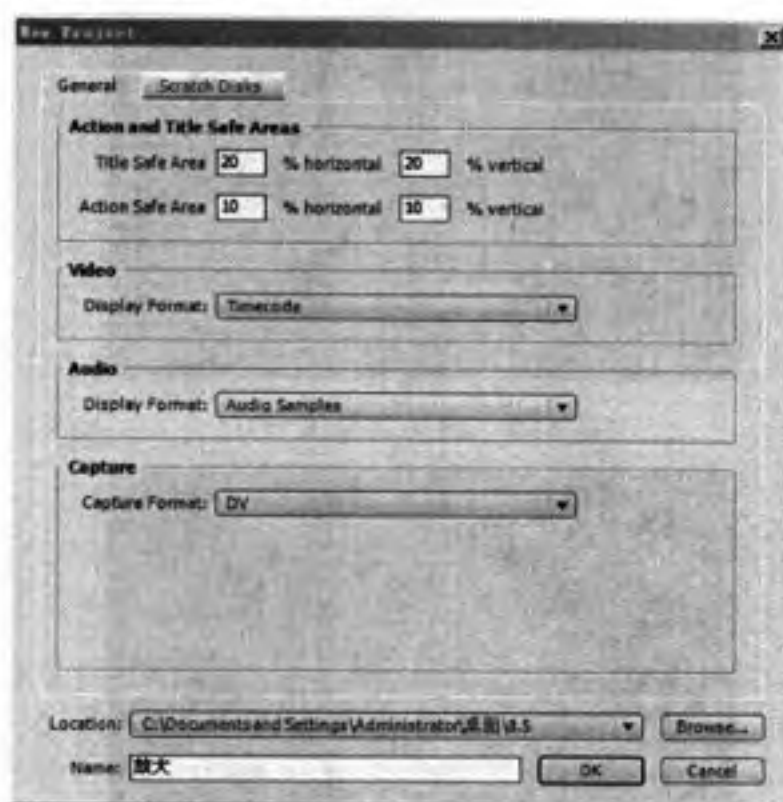 New Project
General Scratch Disks
Action and Title Safe Areas
Title Safe Area 20 % horizontal 20 % vertical
Action Safe Area 10 % horizontal 10 % vertical
Video
Display Format: Timecode
Audio
Display Format: Audio Samples
Capture
Capture Format: DV
Location: C:\Documents and Settings\Administrator\桌面\8.5 Browse...
Name: 放大 OK Cancel